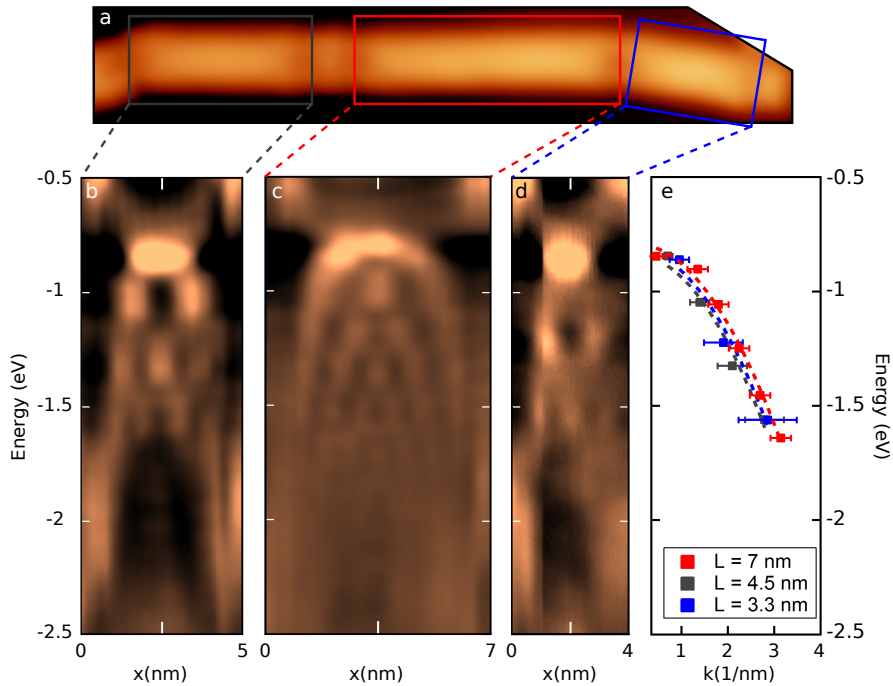 a
b
c
d
e
-0.5
-1
-1.5
-2
-2.5
Energy (eV)
0
5
x(nm)
0
7
x(nm)
0
4
x(nm)
-0.5
-1
-1.5
-2
-2.5
Energy (eV)
L = 7 nm
L = 4.5 nm
L = 3.3 nm
1
2
3
4
k(1/nm)